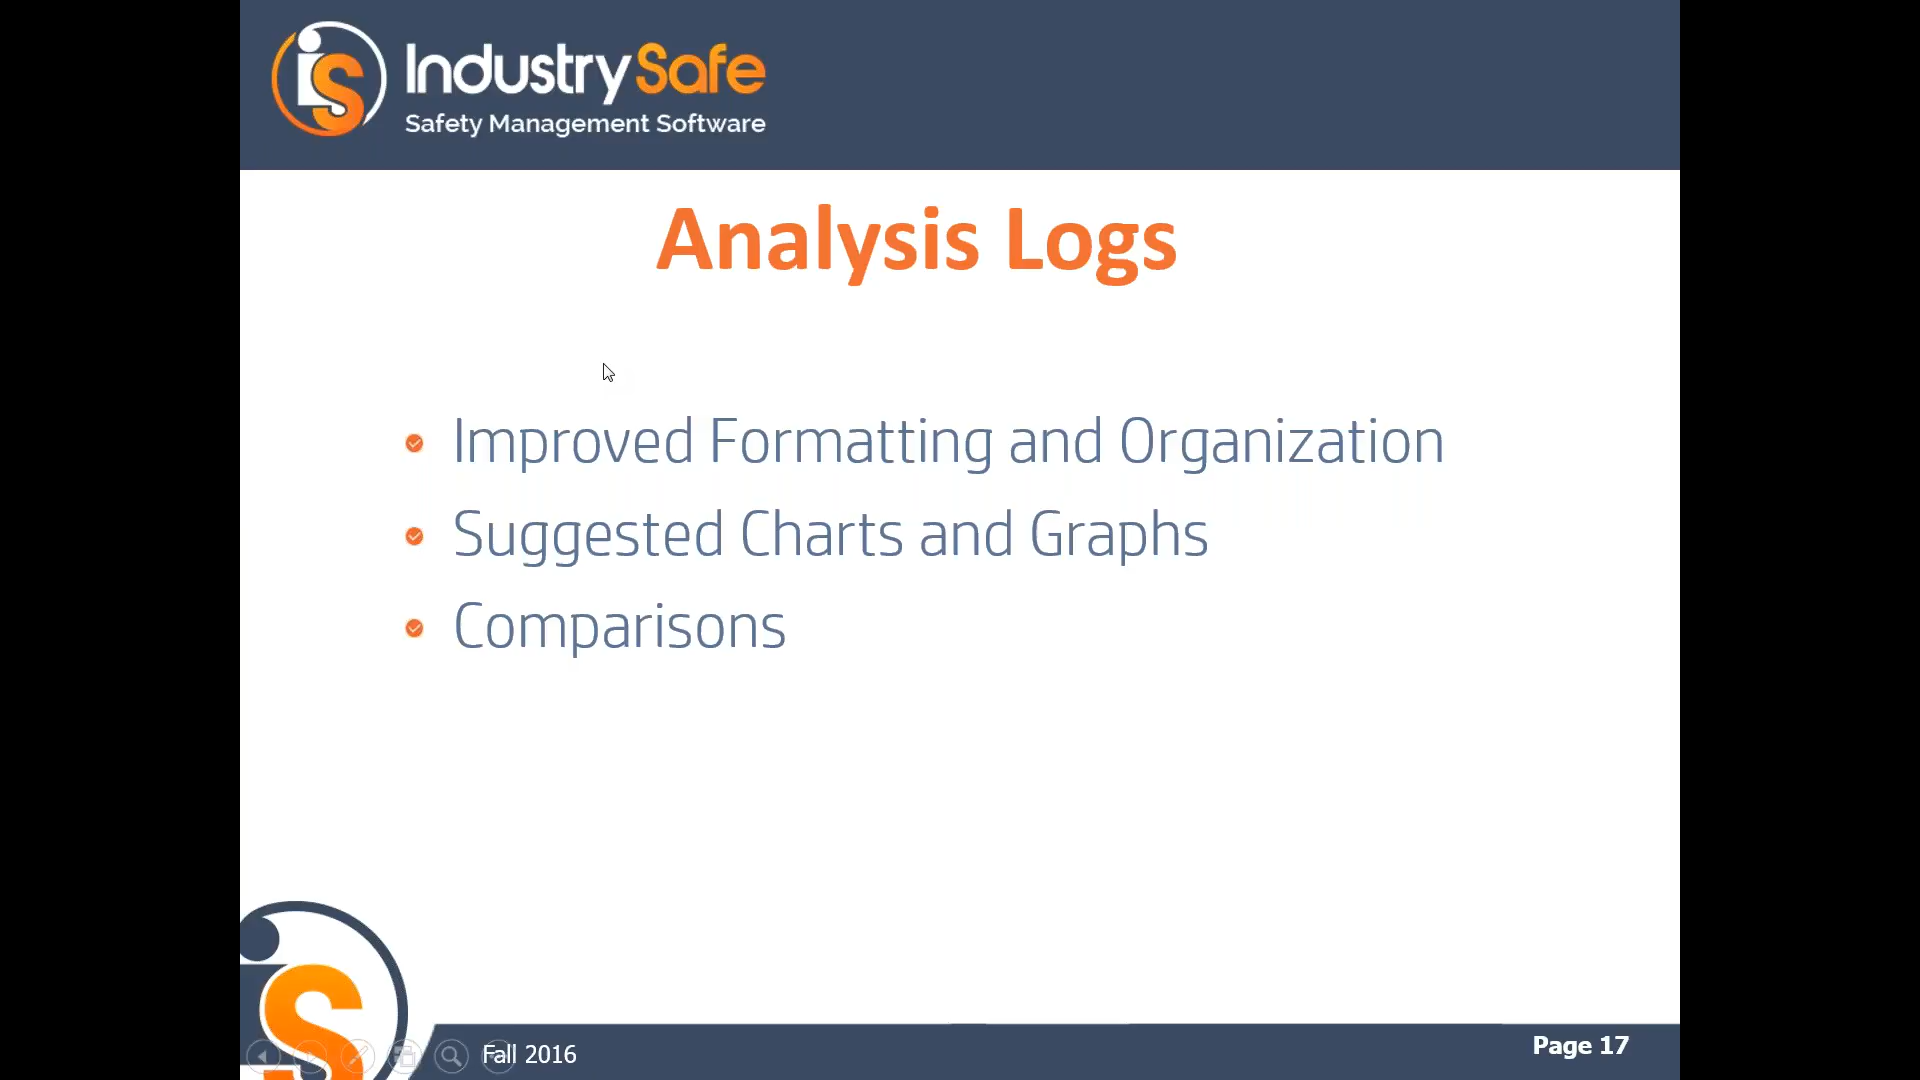 IndustrySafe
Safety Management Software
Analysis Logs
Improved Formatting and Organization
Suggested Charts and Graphs
Comparisons
Fall 2016
Page 17